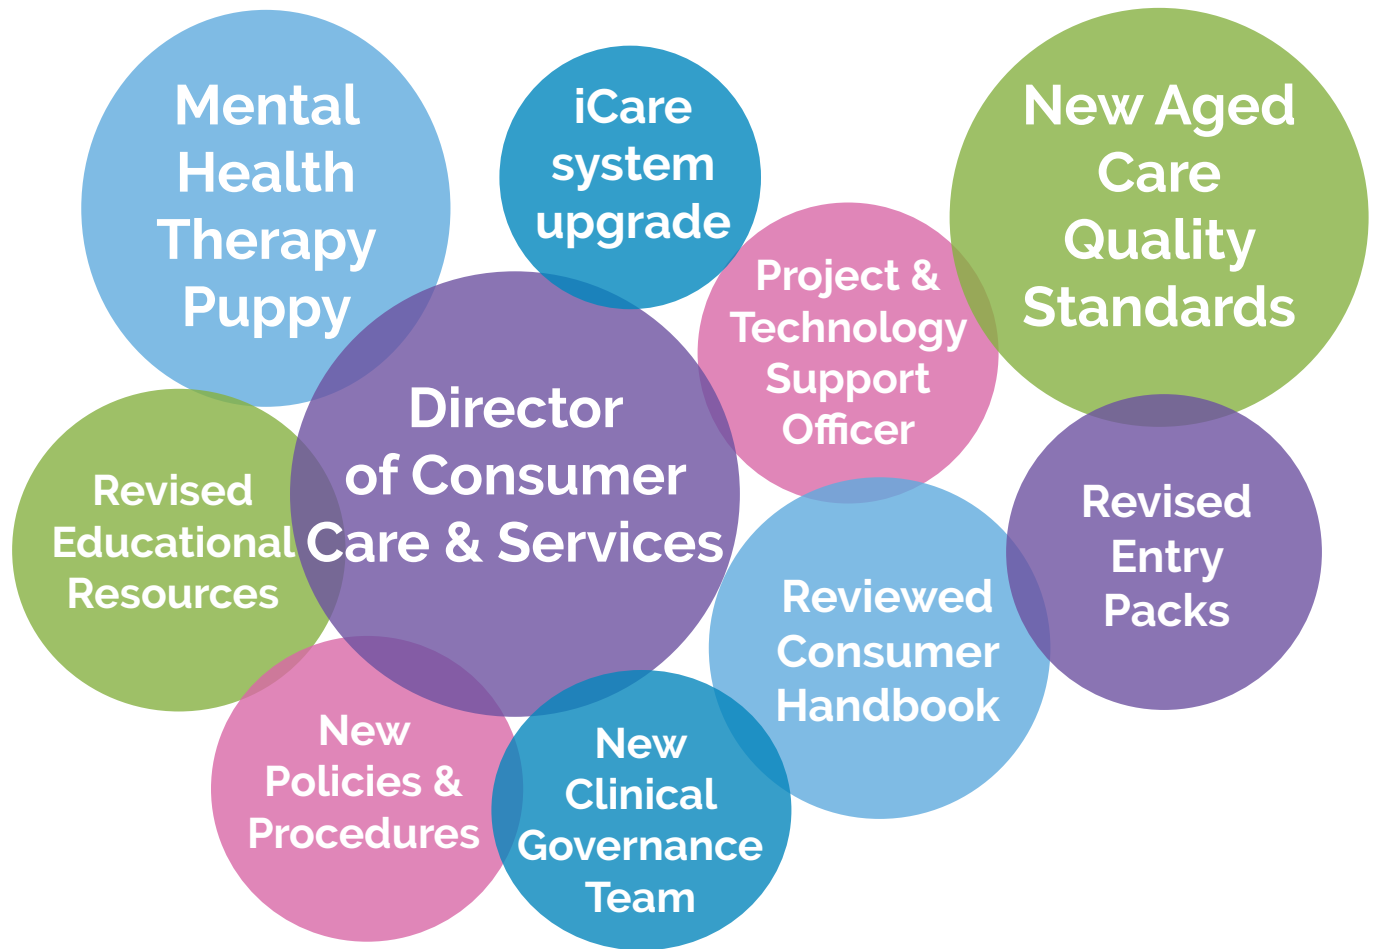 Mental
Health
Therapy
Puppy
iCare
system
upgrade
New Aged
Care
Quality
Standards
Project &
Technology
Support
Officer
Director
of Consumer
Care & Services
Revised
Educational
Resources
Revised
Entry
Packs
Reviewed
Consumer
Handbook
New
Policies &
Procedures
New
Clinical
Governance
Team